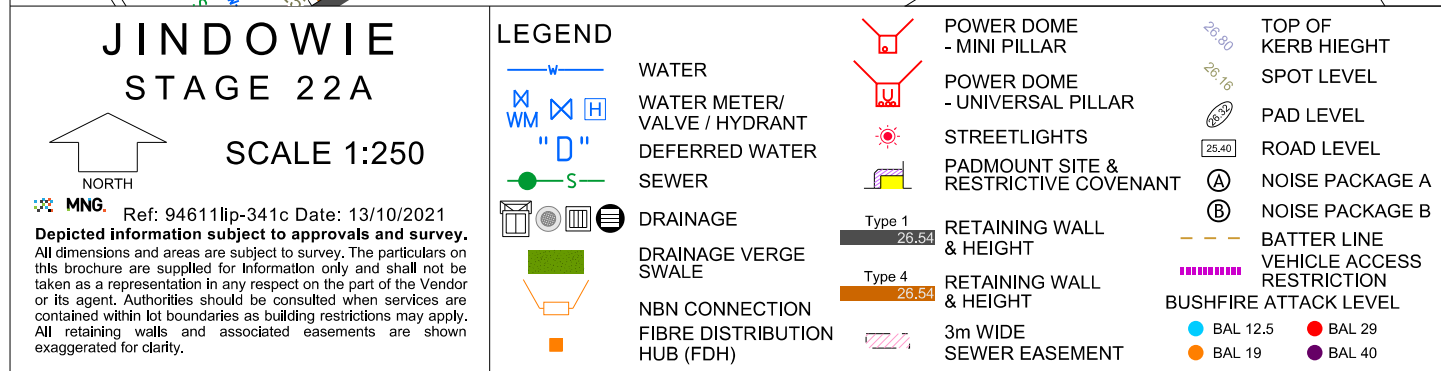 JINDOWIE
STAGE 22A
SCALE 1:250
NORTH
MNG.
Ref: 94611lip-341c Date: 13/10/2021
Depicted information subject to approvals and survey.
All dimensions and areas are subject to survey. The particulars on
this brochure are supplied for information only and shall not be
taken as a representation in any respect on the part of the Vendor
or its agent. Authorities should be consulted when services are
contained within lot boundaries as building restrictions may apply.
All retaining walls and associated easements are shown
exaggerated for clarity.
LEGEND
W
WATER
WM
H
WATER METER/
VALVE / HYDRANT
"D"
DEFERRED WATER
S
SEWER
DRAINAGE
DRAINAGE VERGE
SWALE
NBN CONNECTION
FIBRE DISTRIBUTION
HUB (FDH)
POWER DOME
- MINI PILLAR
U
POWER DOME
- UNIVERSAL PILLAR
STREETLIGHTS
PADMOUNT SITE &
RESTRICTIVE COVENANT
Type 1
26.54
RETAINING WALL
& HEIGHT
Type 4
26.54
RETAINING WALL
& HEIGHT
3m WIDE
SEWER EASEMENT
26.80
TOP OF
KERB HIEGHT
26.16
SPOT LEVEL
26.32
PAD LEVEL
25.40
ROAD LEVEL
A
NOISE PACKAGE A
B
NOISE PACKAGE B
BATTER LINE
VEHICLE ACCESS
RESTRICTION
BUSHFIRE ATTACK LEVEL
BAL 12.5
BAL 29
BAL 19
BAL 40